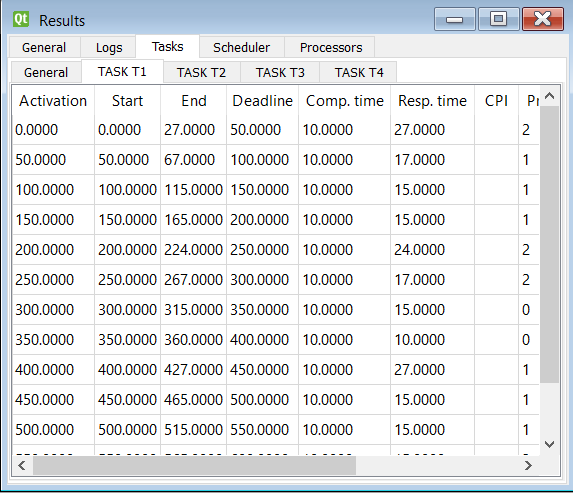 Qt Results
General Logs Tasks Scheduler Processors
General TASK T1 TASK T2 TASK T3 TASK T4
Activation Start End Deadline Comp. time Resp. time CPI
0.0000 0.0000 27.0000 50.0000 10.0000 27.0000 2
50.0000 50.0000 67.0000 100.0000 10.0000 17.0000 1
100.0000 100.0000 115.0000 150.0000 10.0000 15.0000 1
150.0000 150.0000 165.0000 200.0000 10.0000 15.0000 1
200.0000 200.0000 224.0000 250.0000 10.0000 24.0000 2
250.0000 250.0000 267.0000 300.0000 10.0000 17.0000 2
300.0000 300.0000 315.0000 350.0000 10.0000 15.0000 0
350.0000 350.0000 360.0000 400.0000 10.0000 10.0000 0
400.0000 400.0000 427.0000 450.0000 10.0000 27.0000 1
450.0000 450.0000 465.0000 500.0000 10.0000 15.0000 1
500.0000 500.0000 515.0000 550.0000 10.0000 15.0000 1